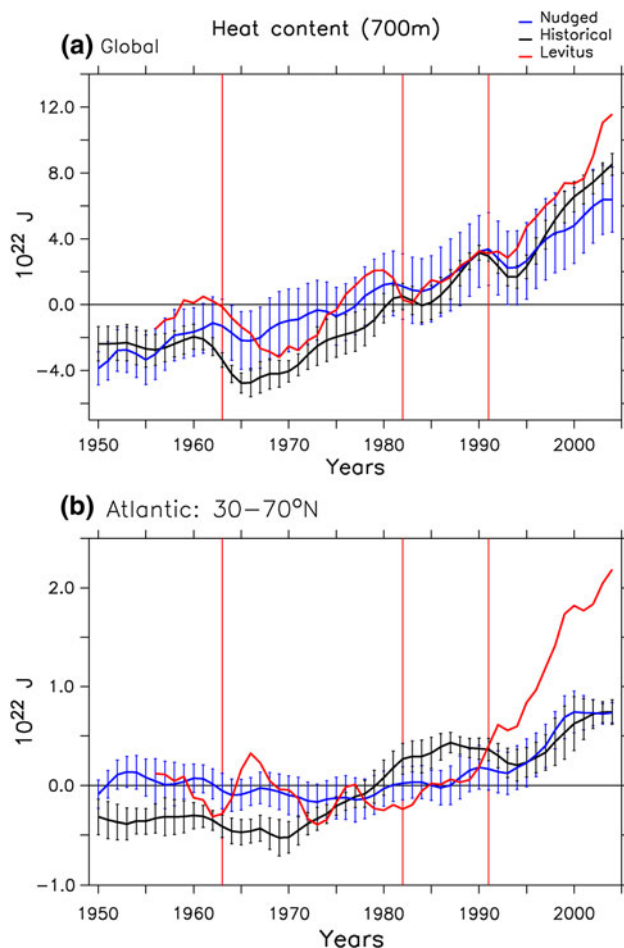 Heat content (700m)
Nudged
Historical
Levitus
(a) Global
12.0
8.0
4.0
0.0
−4.0
10²² J
1950 1960 1970 1980 1990 2000
Years
(b) Atlantic: 30−70°N
2.0
1.0
0.0
−1.0
10²² J
1950 1960 1970 1980 1990 2000
Years